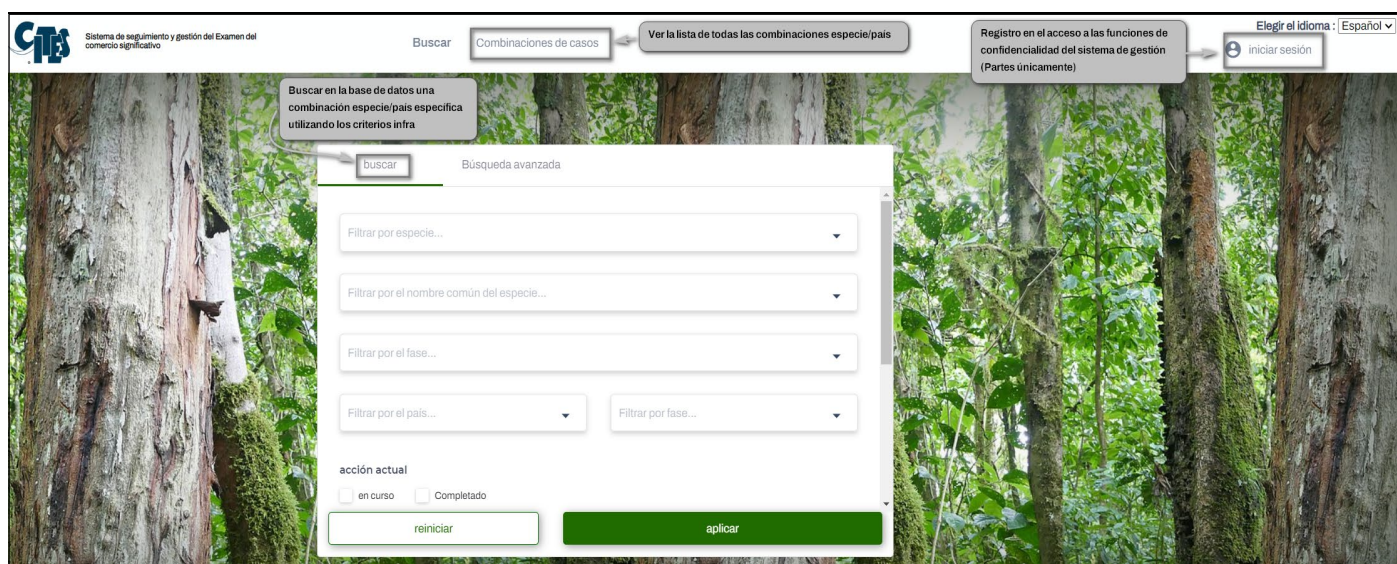 CITES
Sistema de seguimiento y gestión del Examen del
comercio significativo
Buscar
Combinaciones de casos
Ver la lista de todas las combinaciones especie/país
Registro en el acceso a las funciones de
confidencialidad del sistema de gestión
(Partes únicamente)
Elegir el idioma : Español
iniciar sesión
Buscar en la base de datos una
combinación especie/país específica
utilizando los criterios infra
buscar
Búsqueda avanzada
Filtrar por especie...
Filtrar por el nombre común del especie...
Filtrar por el fase...
Filtrar por el país...
Filtrar por fase...
acción actual
en curso
Completado
reiniciar
aplicar